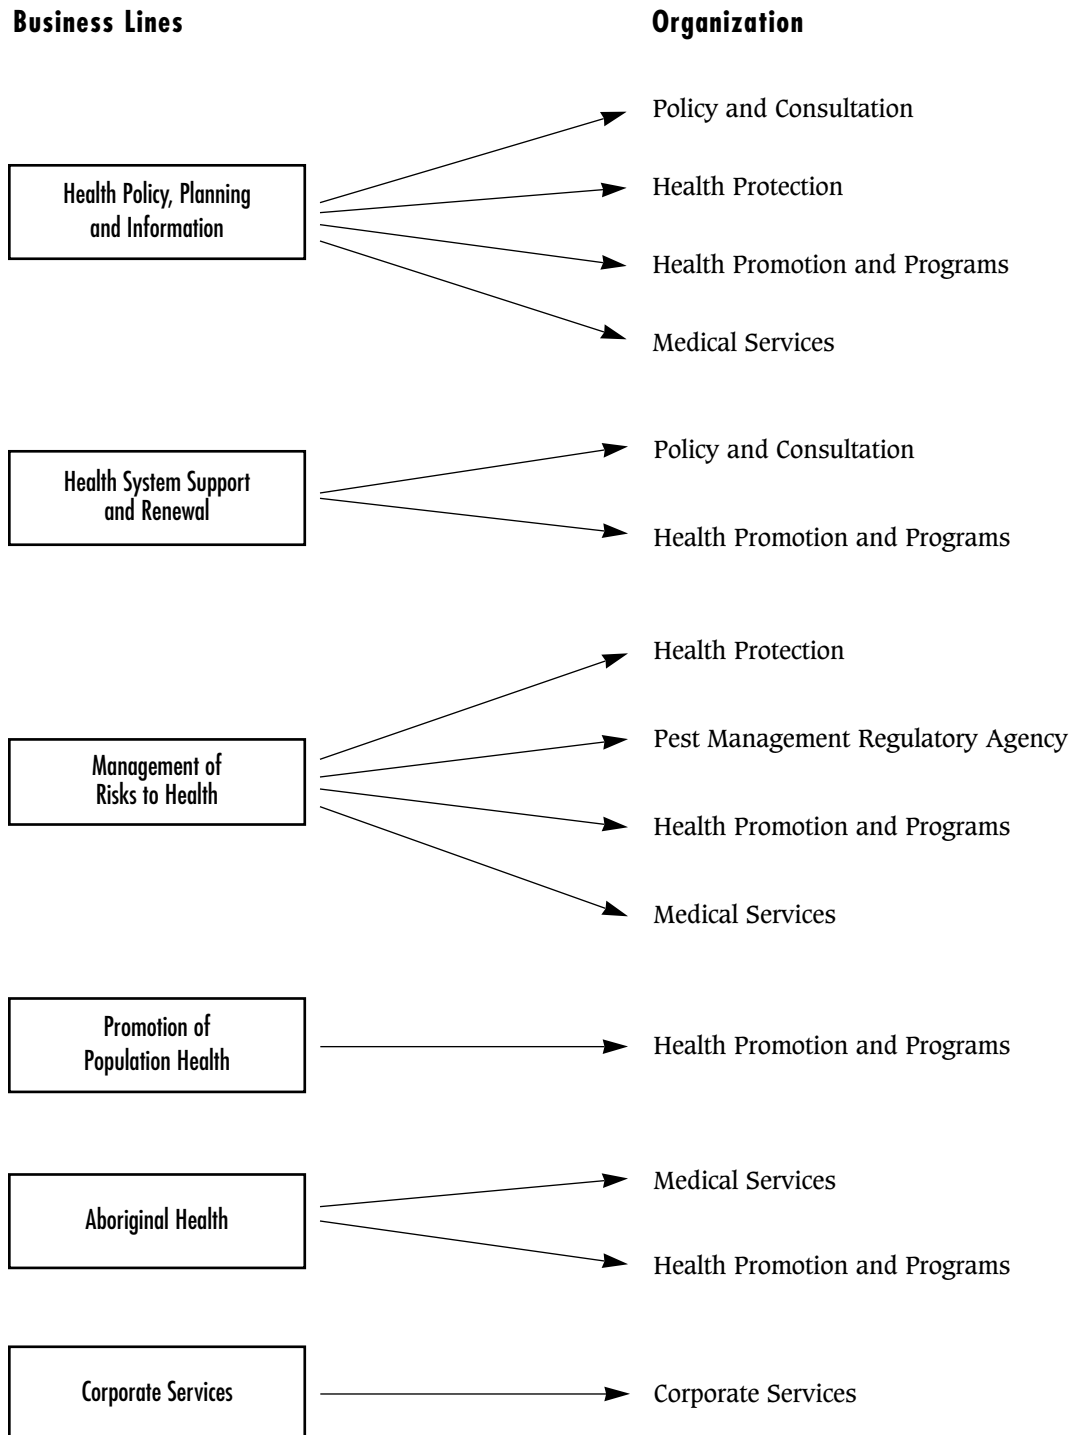 Business Lines
Organization
Health Policy, Planning
and Information
Policy and Consultation
Health Protection
Health Promotion and Programs
Medical Services
Health System Support
and Renewal
Policy and Consultation
Health Promotion and Programs
Management of
Risks to Health
Health Protection
Pest Management Regulatory Agency
Health Promotion and Programs
Medical Services
Promotion of
Population Health
Health Promotion and Programs
Aboriginal Health
Medical Services
Health Promotion and Programs
Corporate Services
Corporate Services